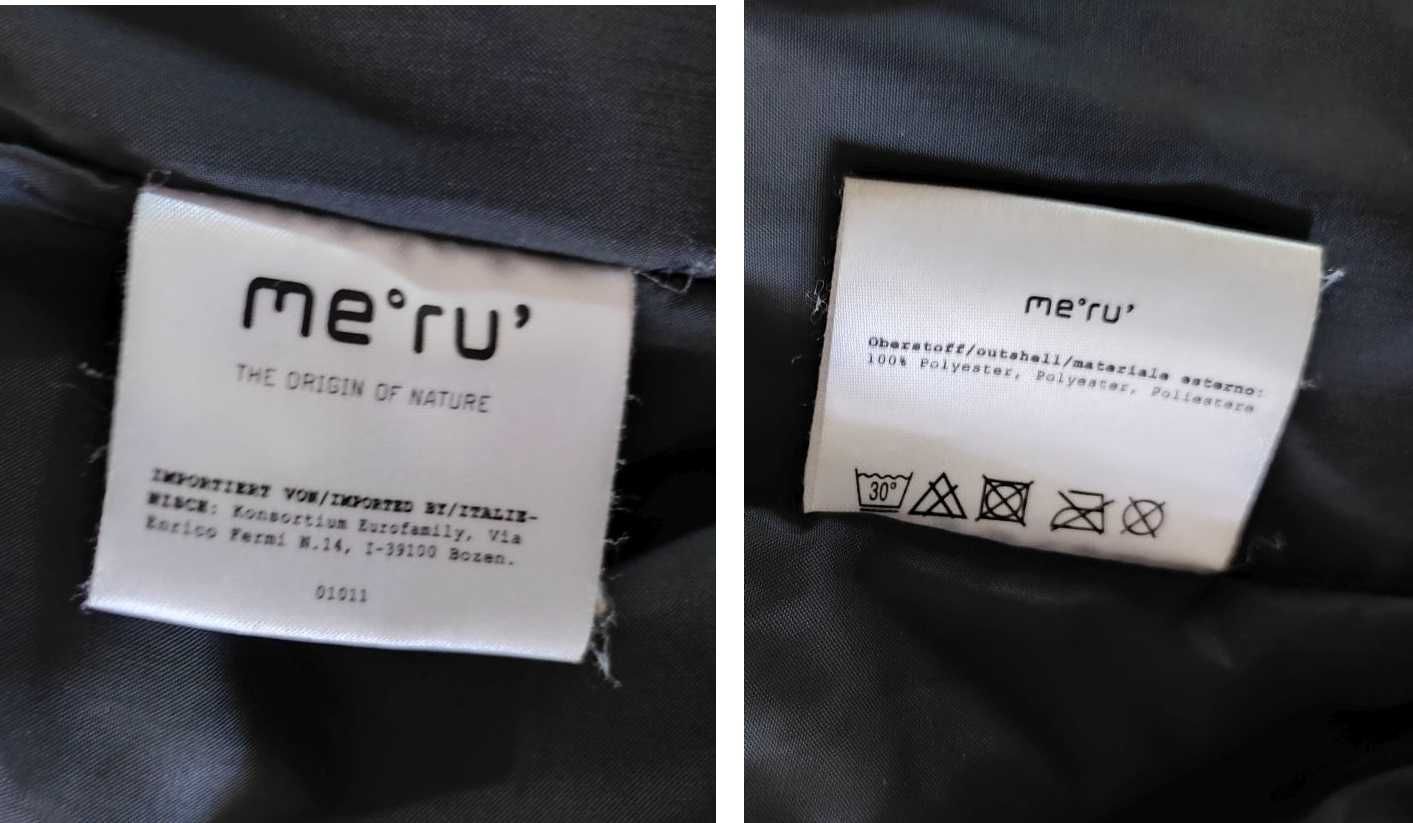 me°ru'
THE ORIGIN OF NATURE
IMPORTIERT VON/IMPORTED BY/ITALIE-
NISCH: Konsortium Eurofamily, Via
Enrico Fermi N.14, I-39100 Bozen.
01011
me°ru'
Oberstoff/outshell/materiale esterno:
100% Polyester, Polyester, Poliestere
30°